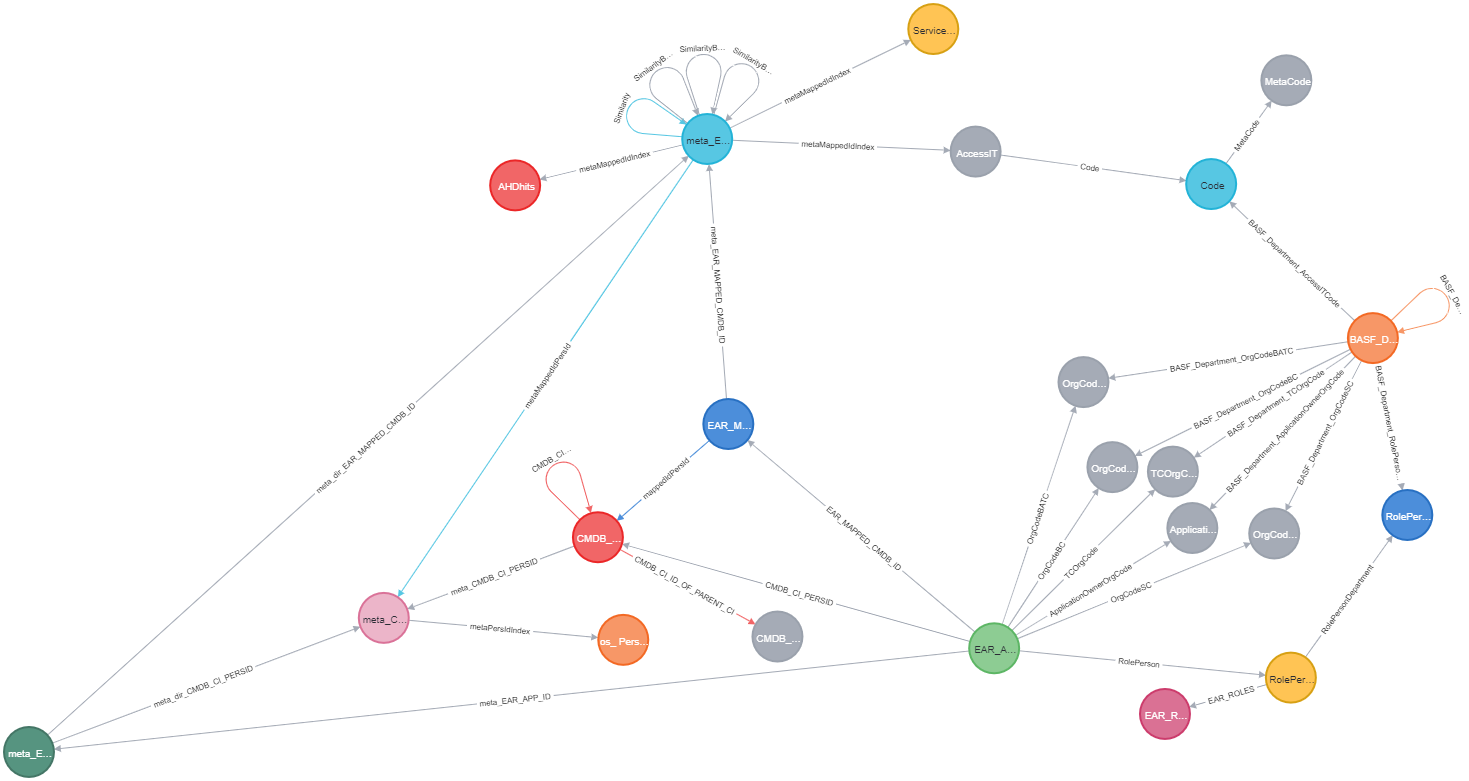 Service...
SimilarityB...
SimilarityB...
SimilarityB...
Similarity
metaMappedIdIndex
MetaCode
meta_E...
metaMappedIdIndex
AccessIT
MetaCode
metaMappedIdIndex
Code
AHDhits
Code
BASF_Department_AccessITCode
BASF_De...
meta_EAR_MAPPED_CMDB_ID
BASF_D...
metaMappedIdPersId
BASF_Department_OrgCodeBATC
OrgCod...
BASF_Department_OrgCodeBC
BASF_Department_TCOrgCode
BASF_Department_ApplicationOwnerOrgCode
BASF_Department_OrgCodeSC
BASF_Department_RolePerso...
meta_dir_EAR_MAPPED_CMDB_ID
EAR_M...
CMDB_CI...
mappedIdPersId
OrgCod...
TCOrgC...
EAR_MAPPED_CMDB_ID
OrgCodeBATC
RolePer...
Applicati...
OrgCod...
CMDB_...
OrgCodeBC
TCOrgCode
ApplicationOwnerOrgCode
OrgCodeSC
meta_CMDB_CI_PERSID
CMDB_CI_ID_OF_PARENT_CI
CMDB_CI_PERSID
RolePersonDepartment
meta_C...
metaPersIdIndex
os_ Pers...
CMDB_...
EAR_A...
RolePerson
RolePer...
meta_dir_CMDB_CI_PERSID
meta_EAR_APP_ID
EAR_ROLES
EAR_R...
meta_E...